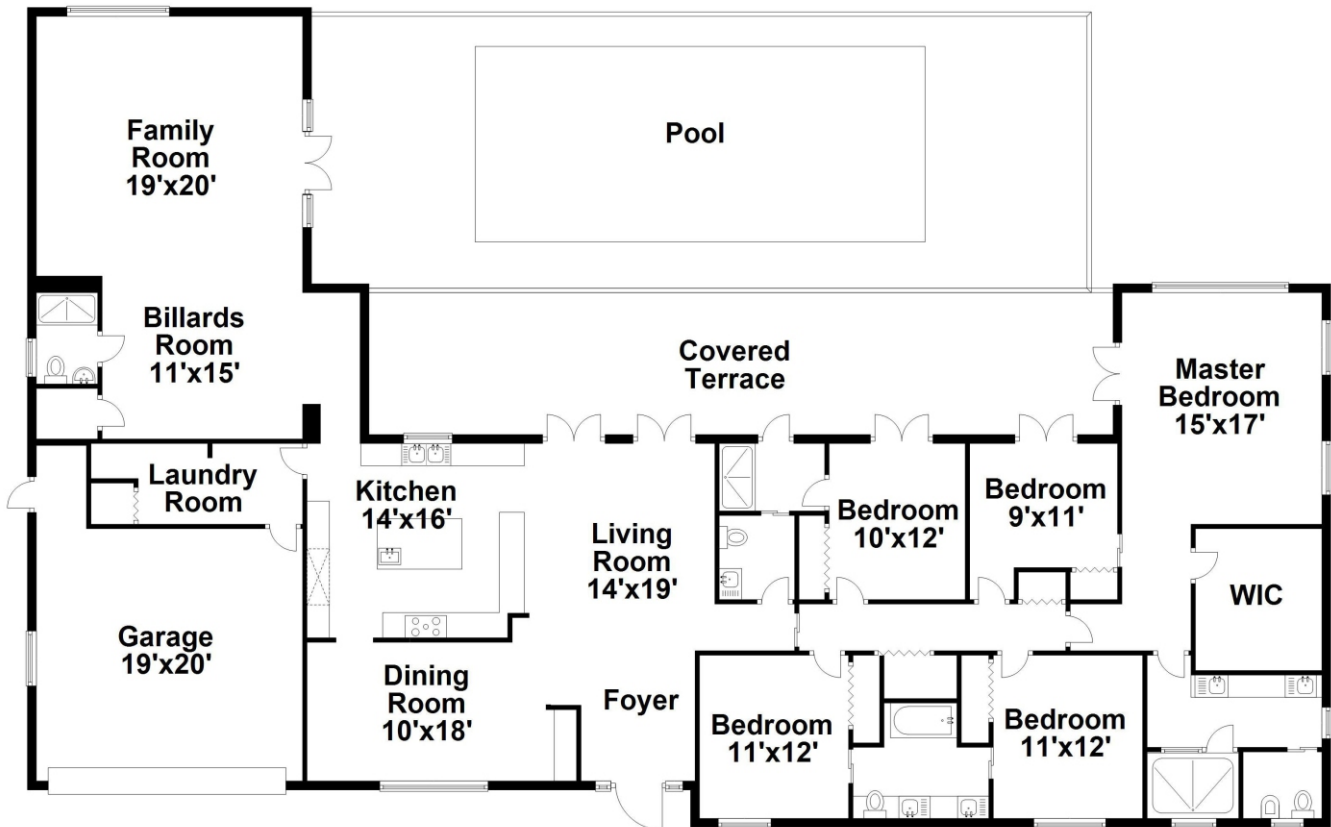 Family
Room
19'x20'
Pool
Billards
Room
11'x15'
Covered
Terrace
Master
Bedroom
15'x17'
Laundry
Room
Kitchen
14'x16'
Living
Room
14'x19'
Bedroom
10'x12'
Bedroom
9'x11'
WIC
Garage
19'x20'
Dining
Room
10'x18'
Foyer
Bedroom
11'x12'
Bedroom
11'x12'